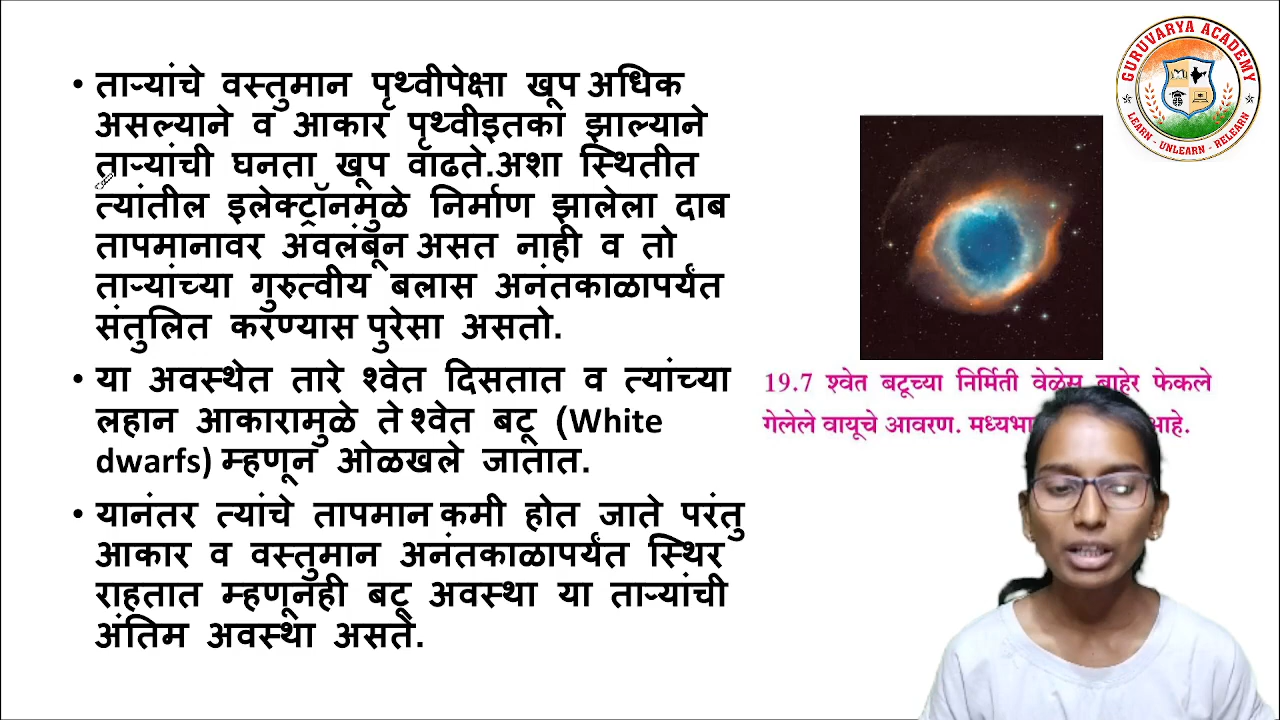 • ताऱ्यांचे वस्तुमान पृथ्वीपेक्षा खूप अधिक
असल्याने व आकार पृथ्वीइतका झाल्याने
ताऱ्यांची घनता खूप वाढते.अशा स्थितीत
त्यांतील इलेक्ट्रॉनमुळे निर्माण झालेला दाब
तापमानावर अवलंबून असत नाही व तो
ताऱ्यांच्या गुरुत्वीय बलास अनंतकाळापर्यंत
संतुलित करण्यास पुरेसा असतो.
• या अवस्थेत तारे श्वेत दिसतात व त्यांच्या
लहान आकारामुळे ते श्वेत बटू (White
dwarfs) म्हणून ओळखले जातात.
• यानंतर त्यांचे तापमान कमी होत जाते परंतु
आकार व वस्तुमान अनंतकाळापर्यंत स्थिर
राहतात म्हणूनही बटू अवस्था या ताऱ्यांची
अंतिम अवस्था असते.
GURUVARYA ACADEMY
LEARN - UNLEARN - RELEARN
19.7 श्वेत बटूच्या निर्मिती वेळेस बाहेर फेकले
गेलेले वायूचे आवरण. आहे.